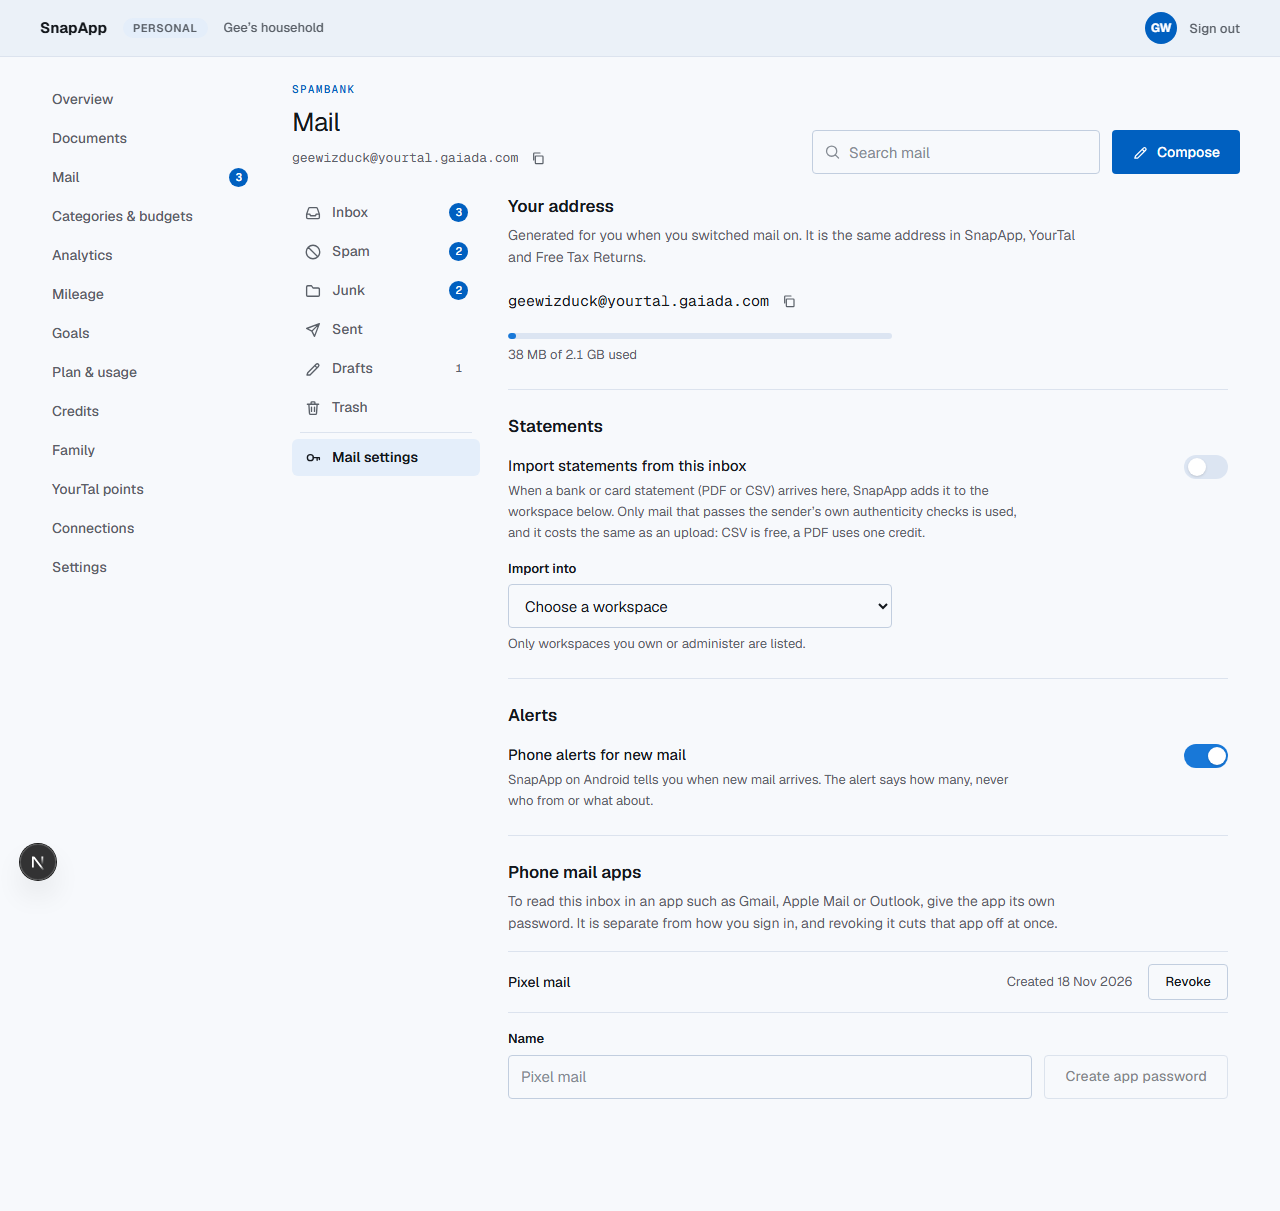 SnapApp
PERSONAL
Gee's household
GW
Sign out
Overview
Documents
Mail
3
Categories & budgets
Analytics
Mileage
Goals
Plan & usage
Credits
Family
YourTal points
Connections
Settings
SPAMBANK
Mail
geewizduck@yourtal.gaiada.com
Search mail
Compose
Inbox
3
Spam
2
Junk
2
Sent
Drafts
1
Trash
Mail settings
Your address
Generated for you when you switched mail on. It is the same address in SnapApp, YourTal
and Free Tax Returns.
geewizduck@yourtal.gaiada.com
38 MB of 2.1 GB used
Statements
Import statements from this inbox
When a bank or card statement (PDF or CSV) arrives here, SnapApp adds it to the
workspace below. Only mail that passes the sender's own authenticity checks is used,
and it costs the same as an upload: CSV is free, a PDF uses one credit.
Import into
Choose a workspace
Only workspaces you own or administer are listed.
Alerts
Phone alerts for new mail
SnapApp on Android tells you when new mail arrives. The alert says how many, never
who from or what about.
Phone mail apps
To read this inbox in an app such as Gmail, Apple Mail or Outlook, give the app its own
password. It is separate from how you sign in, and revoking it cuts that app off at once.
Pixel mail
Created 18 Nov 2026
Revoke
Name
Pixel mail
Create app password
N